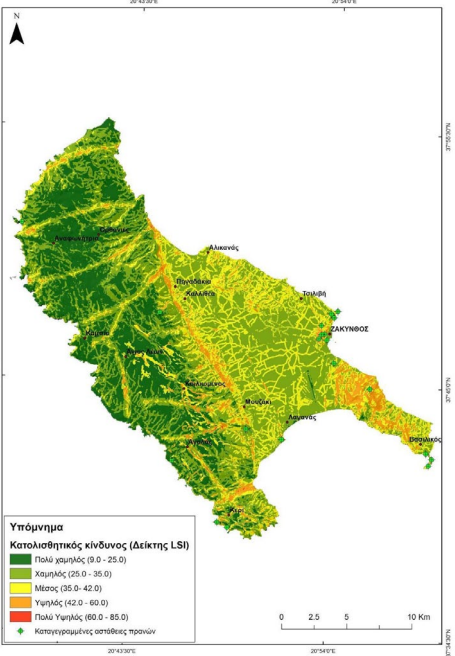 20°43'30"E
20°54'0"E
N
37°55'30"N
Ορθονιές
Αναφωνήτρια
Αλικανάς
Πηγαδάκια
Καλλιθέα
Τσιλιβή
ΖΑΚΥΝΘΟΣ
Καμπί
Κοιλιωμένος
37°45'0"N
Μουζάκι
Λαγανάς
Βασιλικός
Αγαλάς
Κερί
Υπόμνημα
Κατολισθητικός κίνδυνος (Δείκτης LSI)
Πολύ χαμηλός (9.0 - 25.0)
Χαμηλός (25.0 - 35.0)
Μέσος (35.0- 42.0)
Υψηλός (42.0 - 60.0)
Πολύ Υψηλός (60.0 - 85.0)
Καταγεγραμμένες αστάθειες πρανών
0 2.5 5 10 Km
37°34'30"N
20°43'30"E
20°54'0"E